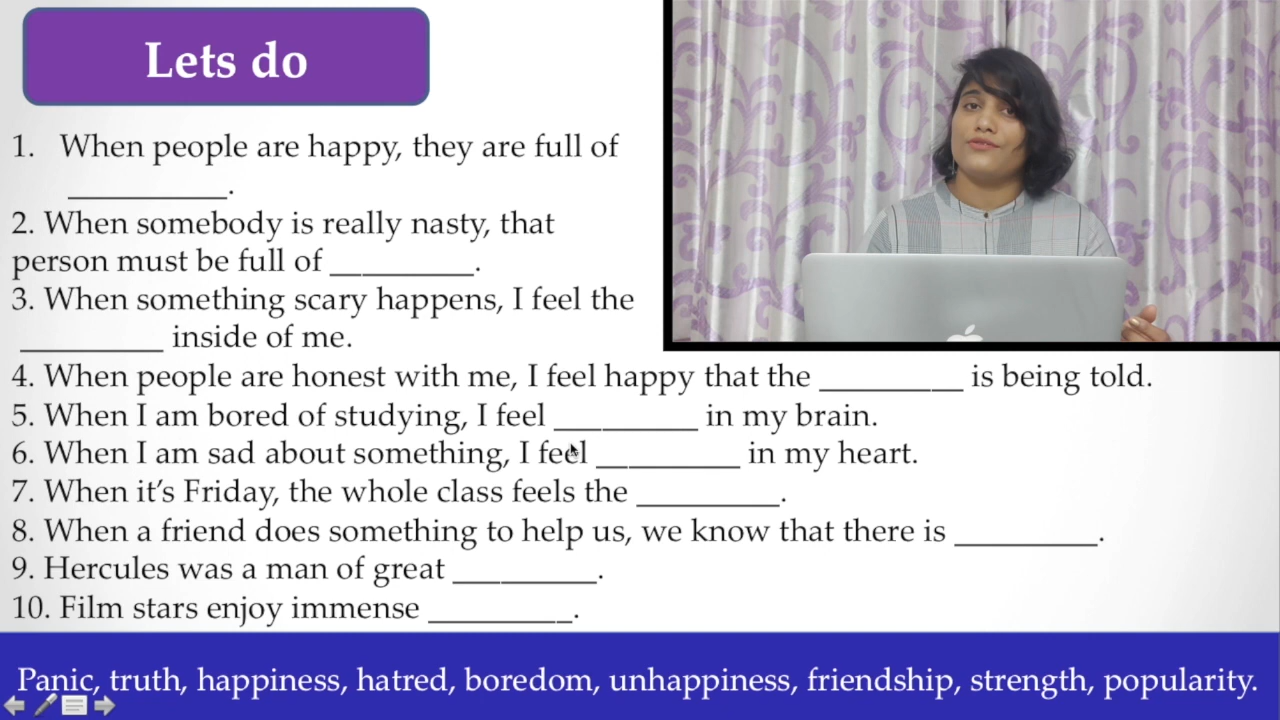 Lets do
1. When people are happy, they are full of
__________.
2. When somebody is really nasty, that
person must be full of _________.
3. When something scary happens, I feel the
_________ inside of me.
4. When people are honest with me, I feel happy that the _________ is being told.
5. When I am bored of studying, I feel _________ in my brain.
6. When I am sad about something, I feel _________ in my heart.
7. When it’s Friday, the whole class feels the _________.
8. When a friend does something to help us, we know that there is _________.
9. Hercules was a man of great _________.
10. Film stars enjoy immense _________.
Panic, truth, happiness, hatred, boredom, unhappiness, friendship, strength, popularity.